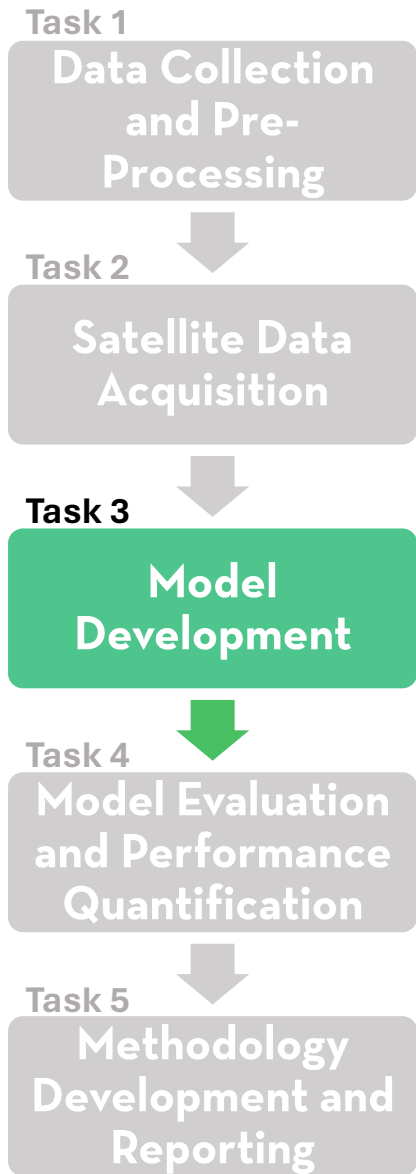 Task 1
Data Collection
and Pre-
Processing
Task 2
Satellite Data
Acquisition
Task 3
Model
Development
Task 4
Model Evaluation
and Performance
Quantification
Task 5
Methodology
Development and
Reporting